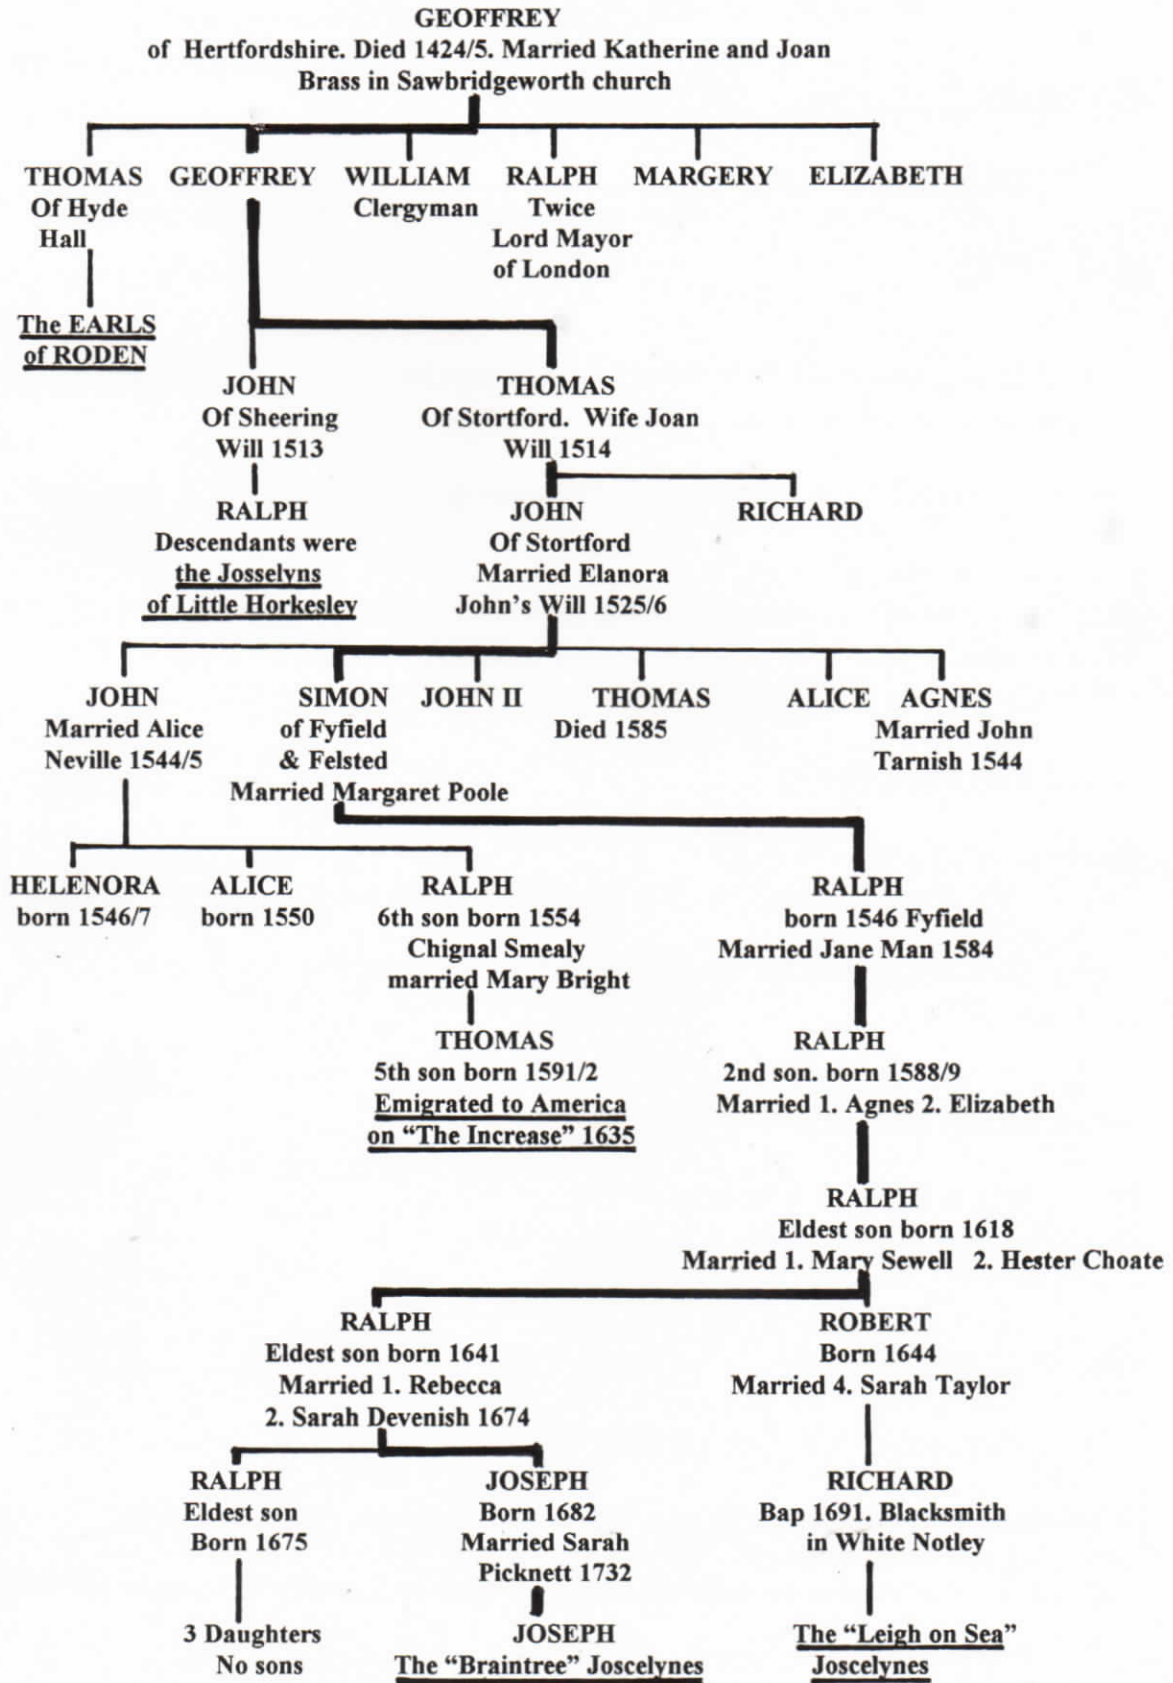 GEOFFREY
of Hertfordshire. Died 1424/5. Married Katherine and Joan
Brass in Sawbridgeworth church
THOMAS
Of Hyde
Hall
GEOFFREY
WILLIAM
Clergyman
RALPH
Twice
Lord Mayor
of London
MARGERY
ELIZABETH
The EARLS
of RODEN
JOHN
Of Sheering
Will 1513
THOMAS
Of Stortford. Wife Joan
Will 1514
RALPH
Descendants were
the Josselyns
of Little Horkesley
JOHN
Of Stortford
Married Elanora
John's Will 1525/6
RICHARD
JOHN
Married Alice
Neville 1544/5
SIMON
of Fyfield
& Felsted
Married Margaret Poole
JOHN II
THOMAS
Died 1585
ALICE
AGNES
Married John
Tarnish 1544
HELENORA
born 1546/7
ALICE
born 1550
RALPH
6th son born 1554
Chignal Smealy
married Mary Bright
RALPH
born 1546 Fyfield
Married Jane Man 1584
THOMAS
5th son born 1591/2
Emigrated to America
on “The Increase” 1635
RALPH
2nd son. born 1588/9
Married 1. Agnes 2. Elizabeth
RALPH
Eldest son born 1618
Married 1. Mary Sewell 2. Hester Choate
RALPH
Eldest son born 1641
Married 1. Rebecca
2. Sarah Devenish 1674
ROBERT
Born 1644
Married 4. Sarah Taylor
RALPH
Eldest son
Born 1675
JOSEPH
Born 1682
Married Sarah
Picknett 1732
RICHARD
Bap 1691. Blacksmith
in White Notley
3 Daughters
No sons
JOSEPH
The “Braintree” Joscelynes
The “Leigh on Sea”
Joscelynes